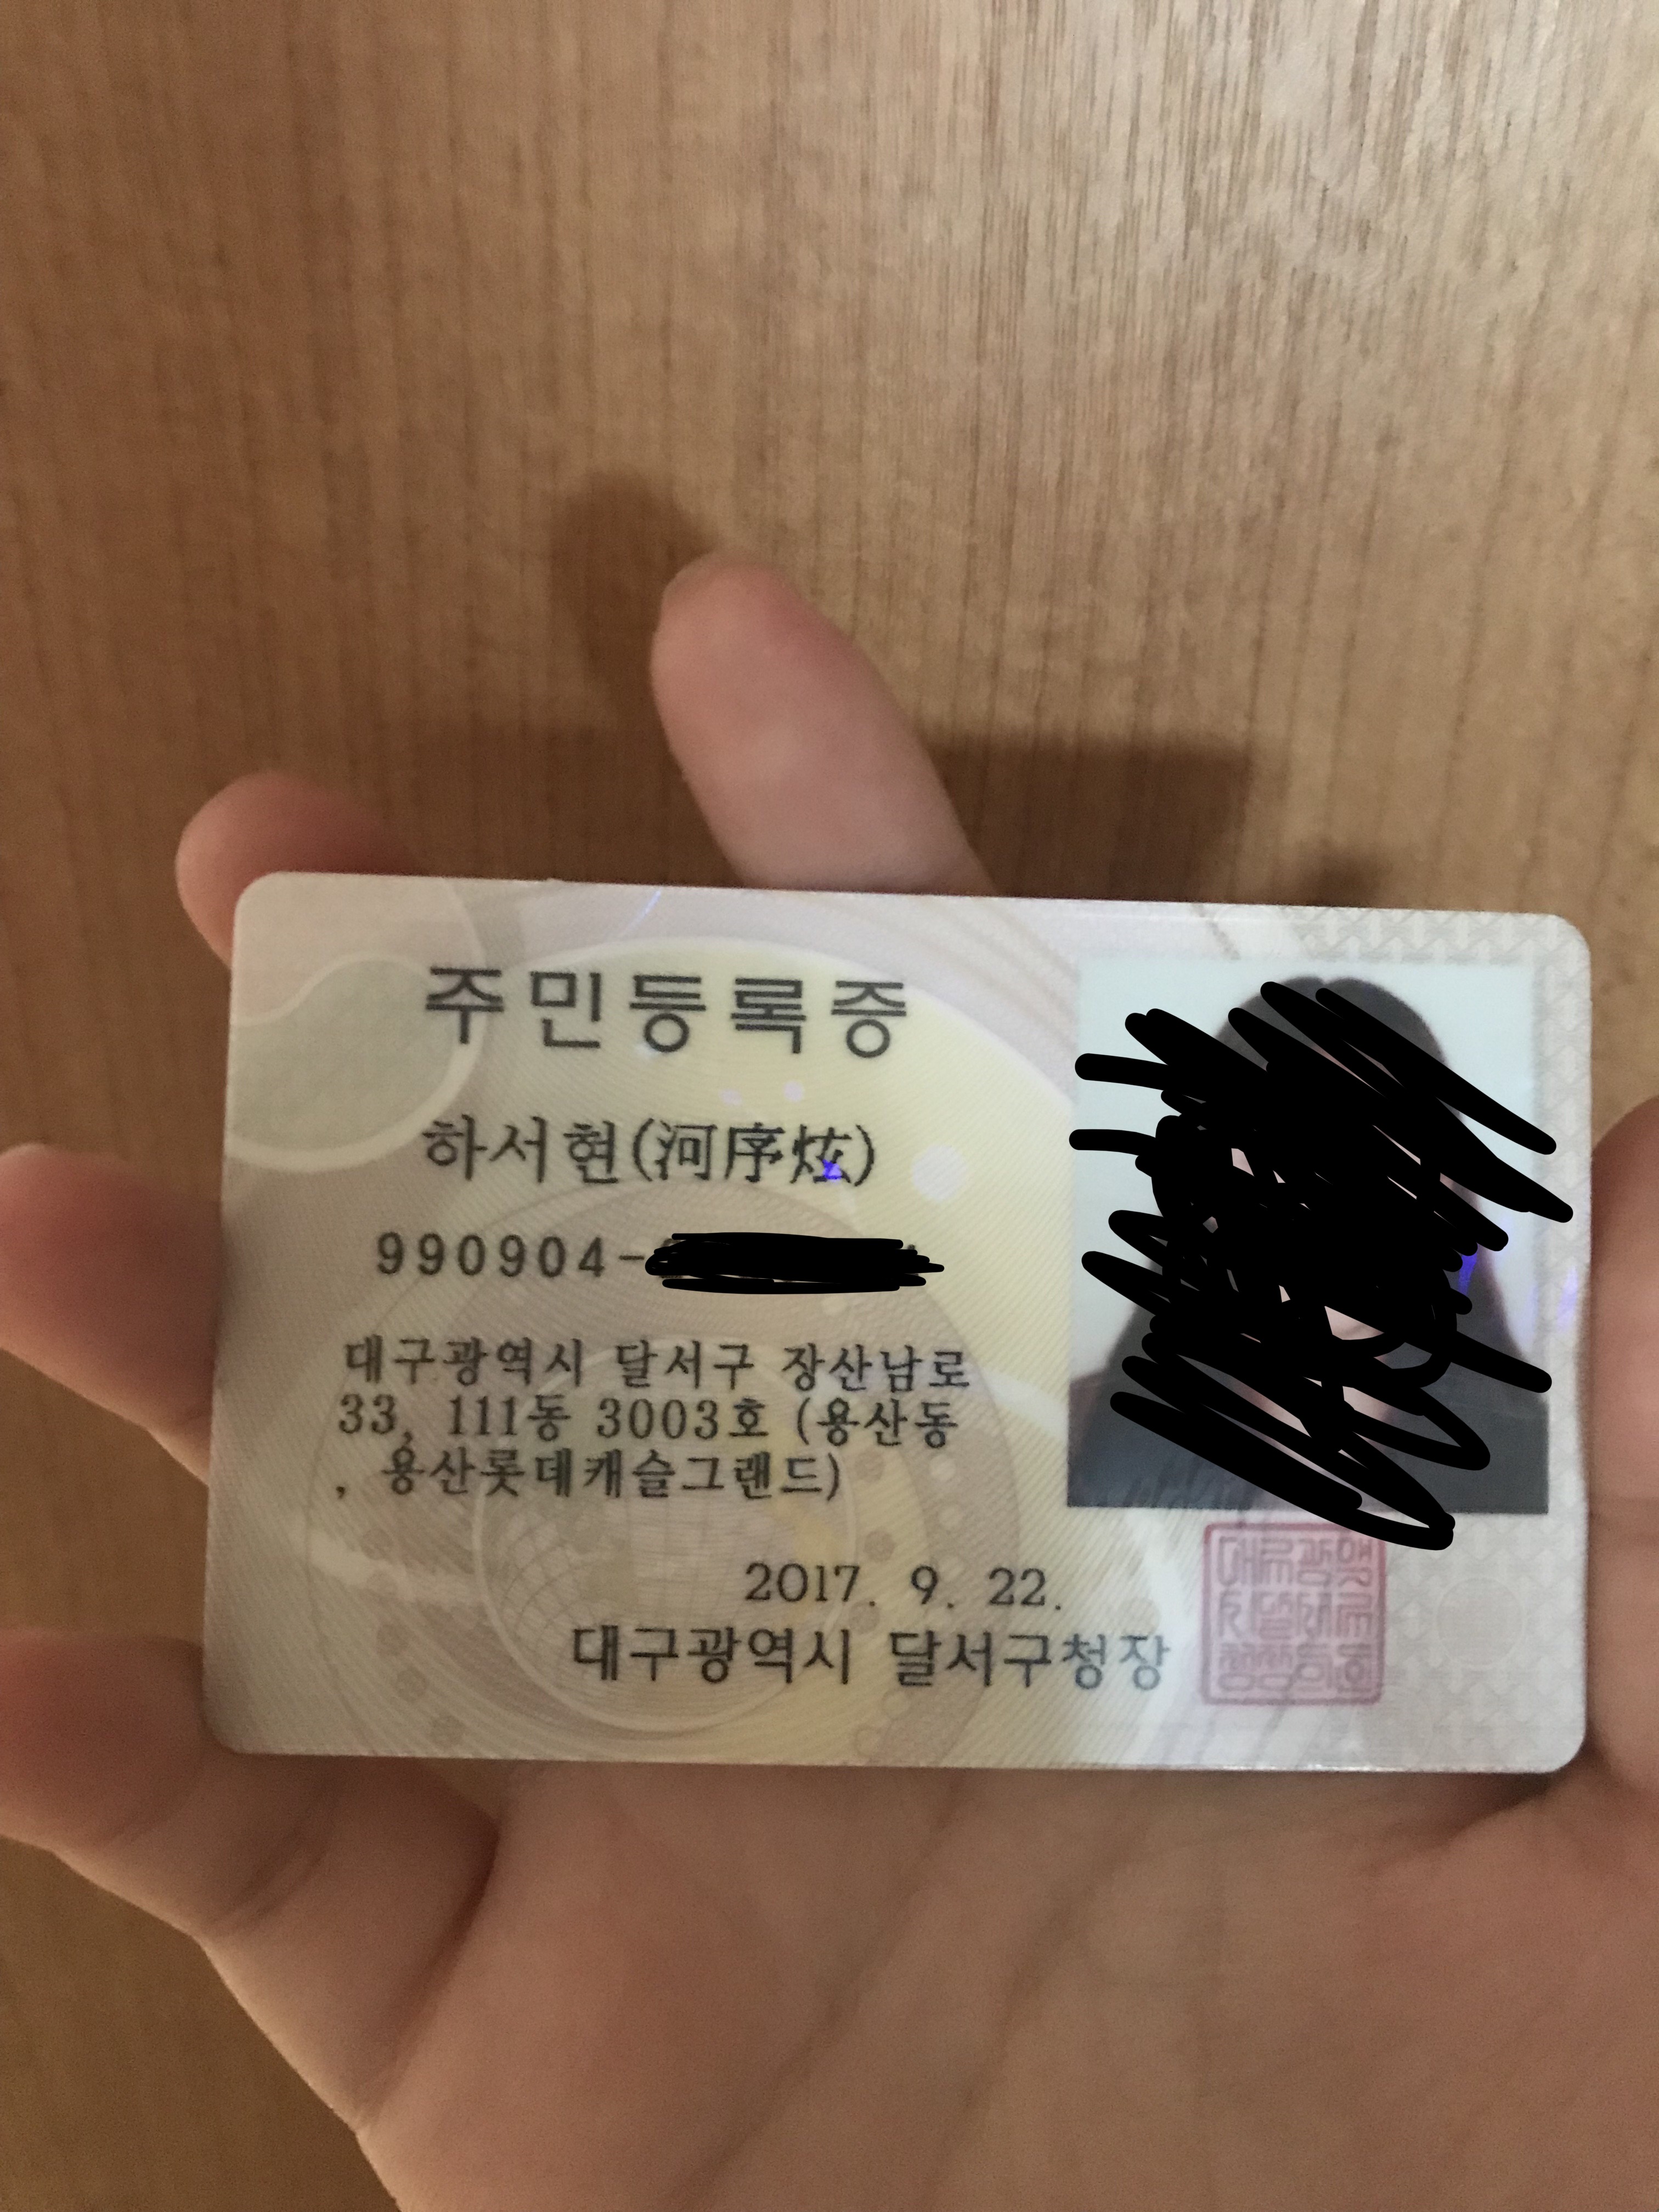 주민등록증
하서현(河序炫)
990904-
대구광역시 달서구 장산남로
33, 111동 3003호 (용산동
, 용산롯데캐슬그랜드)
2017. 9. 22.
대구광역시 달서구청장